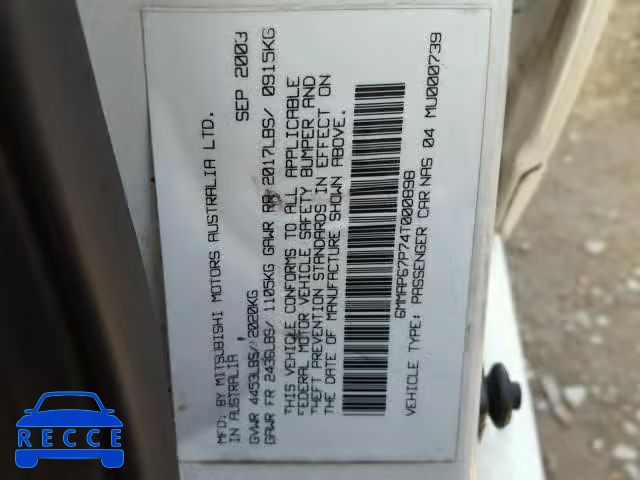 MFD. BY MITSUBISHI MOTORS AUSTRALIA LTD.
IN AUSTRALIA SEP 2003
GVWR 4453LBS/ 2020KG
GAWR FR 2436LBS/ 1105KG GAWR RR 2017LBS/ 0915KG
THIS VEHICLE CONFORMS TO ALL APPLICABLE
FEDERAL MOTOR VEHICLE SAFETY BUMPER AND
THEFT PREVENTION STANDARDS IN EFFECT ON
THE DATE OF MANUFACTURE SHOWN ABOVE.
6MMAP67P74T000898
VEHICLE TYPE: PASSENGER CAR NAS 04 MU000739
RECCE